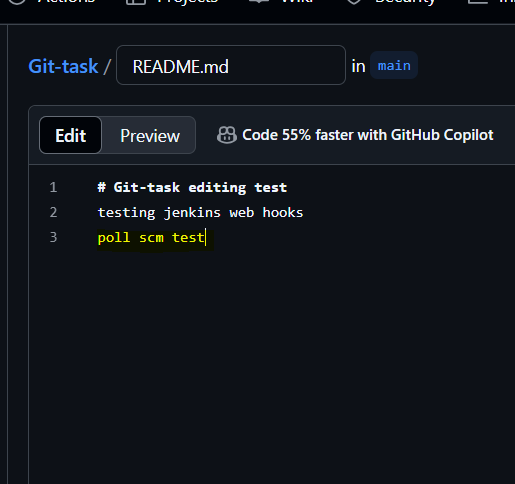 Actions Projects Wiki Security
Git-task / README.md in main
Edit Preview Code 55% faster with GitHub Copilot
1 # Git-task editing test
2 testing jenkins web hooks
3 poll scm test